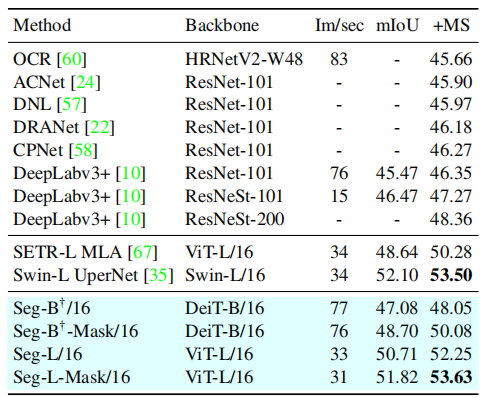 Method Backbone Im/sec mIoU +MS
OCR [60] HRNetV2-W48 83 - 45.66
ACNet [24] ResNet-101 - - 45.90
DNL [57] ResNet-101 - - 45.97
DRANet [22] ResNet-101 - - 46.18
CPNet [58] ResNet-101 - - 46.27
DeepLabv3+ [10] ResNet-101 76 45.47 46.35
DeepLabv3+ [10] ResNeSt-101 15 46.47 47.27
DeepLabv3+ [10] ResNeSt-200 - - 48.36
SETR-L MLA [67] ViT-L/16 34 48.64 50.28
Swin-L UperNet [35] Swin-L/16 34 52.10 53.50
Seg-B†/16 DeiT-B/16 77 47.08 48.05
Seg-B†-Mask/16 DeiT-B/16 76 48.70 50.08
Seg-L/16 ViT-L/16 33 50.71 52.25
Seg-L-Mask/16 ViT-L/16 31 51.82 53.63